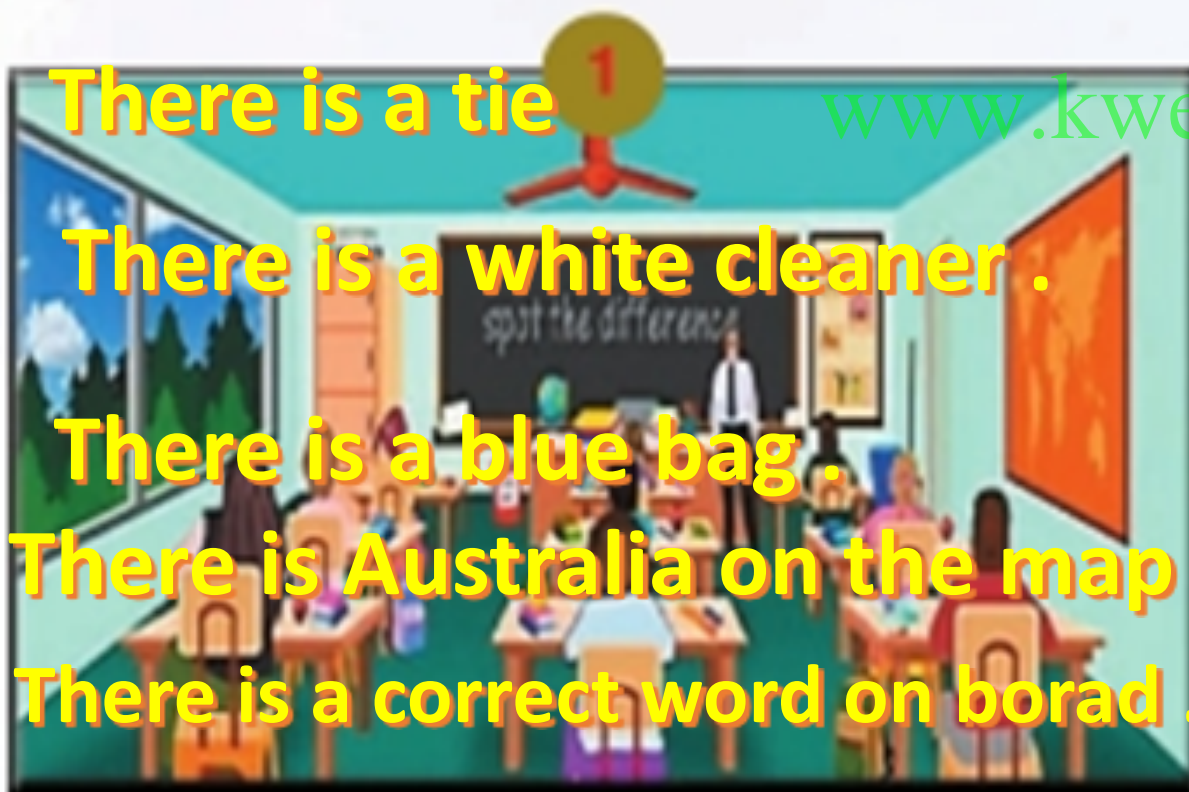 1
There is a tie
www.kwe
There is a white cleaner .
spot the difference
There is a blue bag .
There is Australia on the map
There is a correct word on borad .